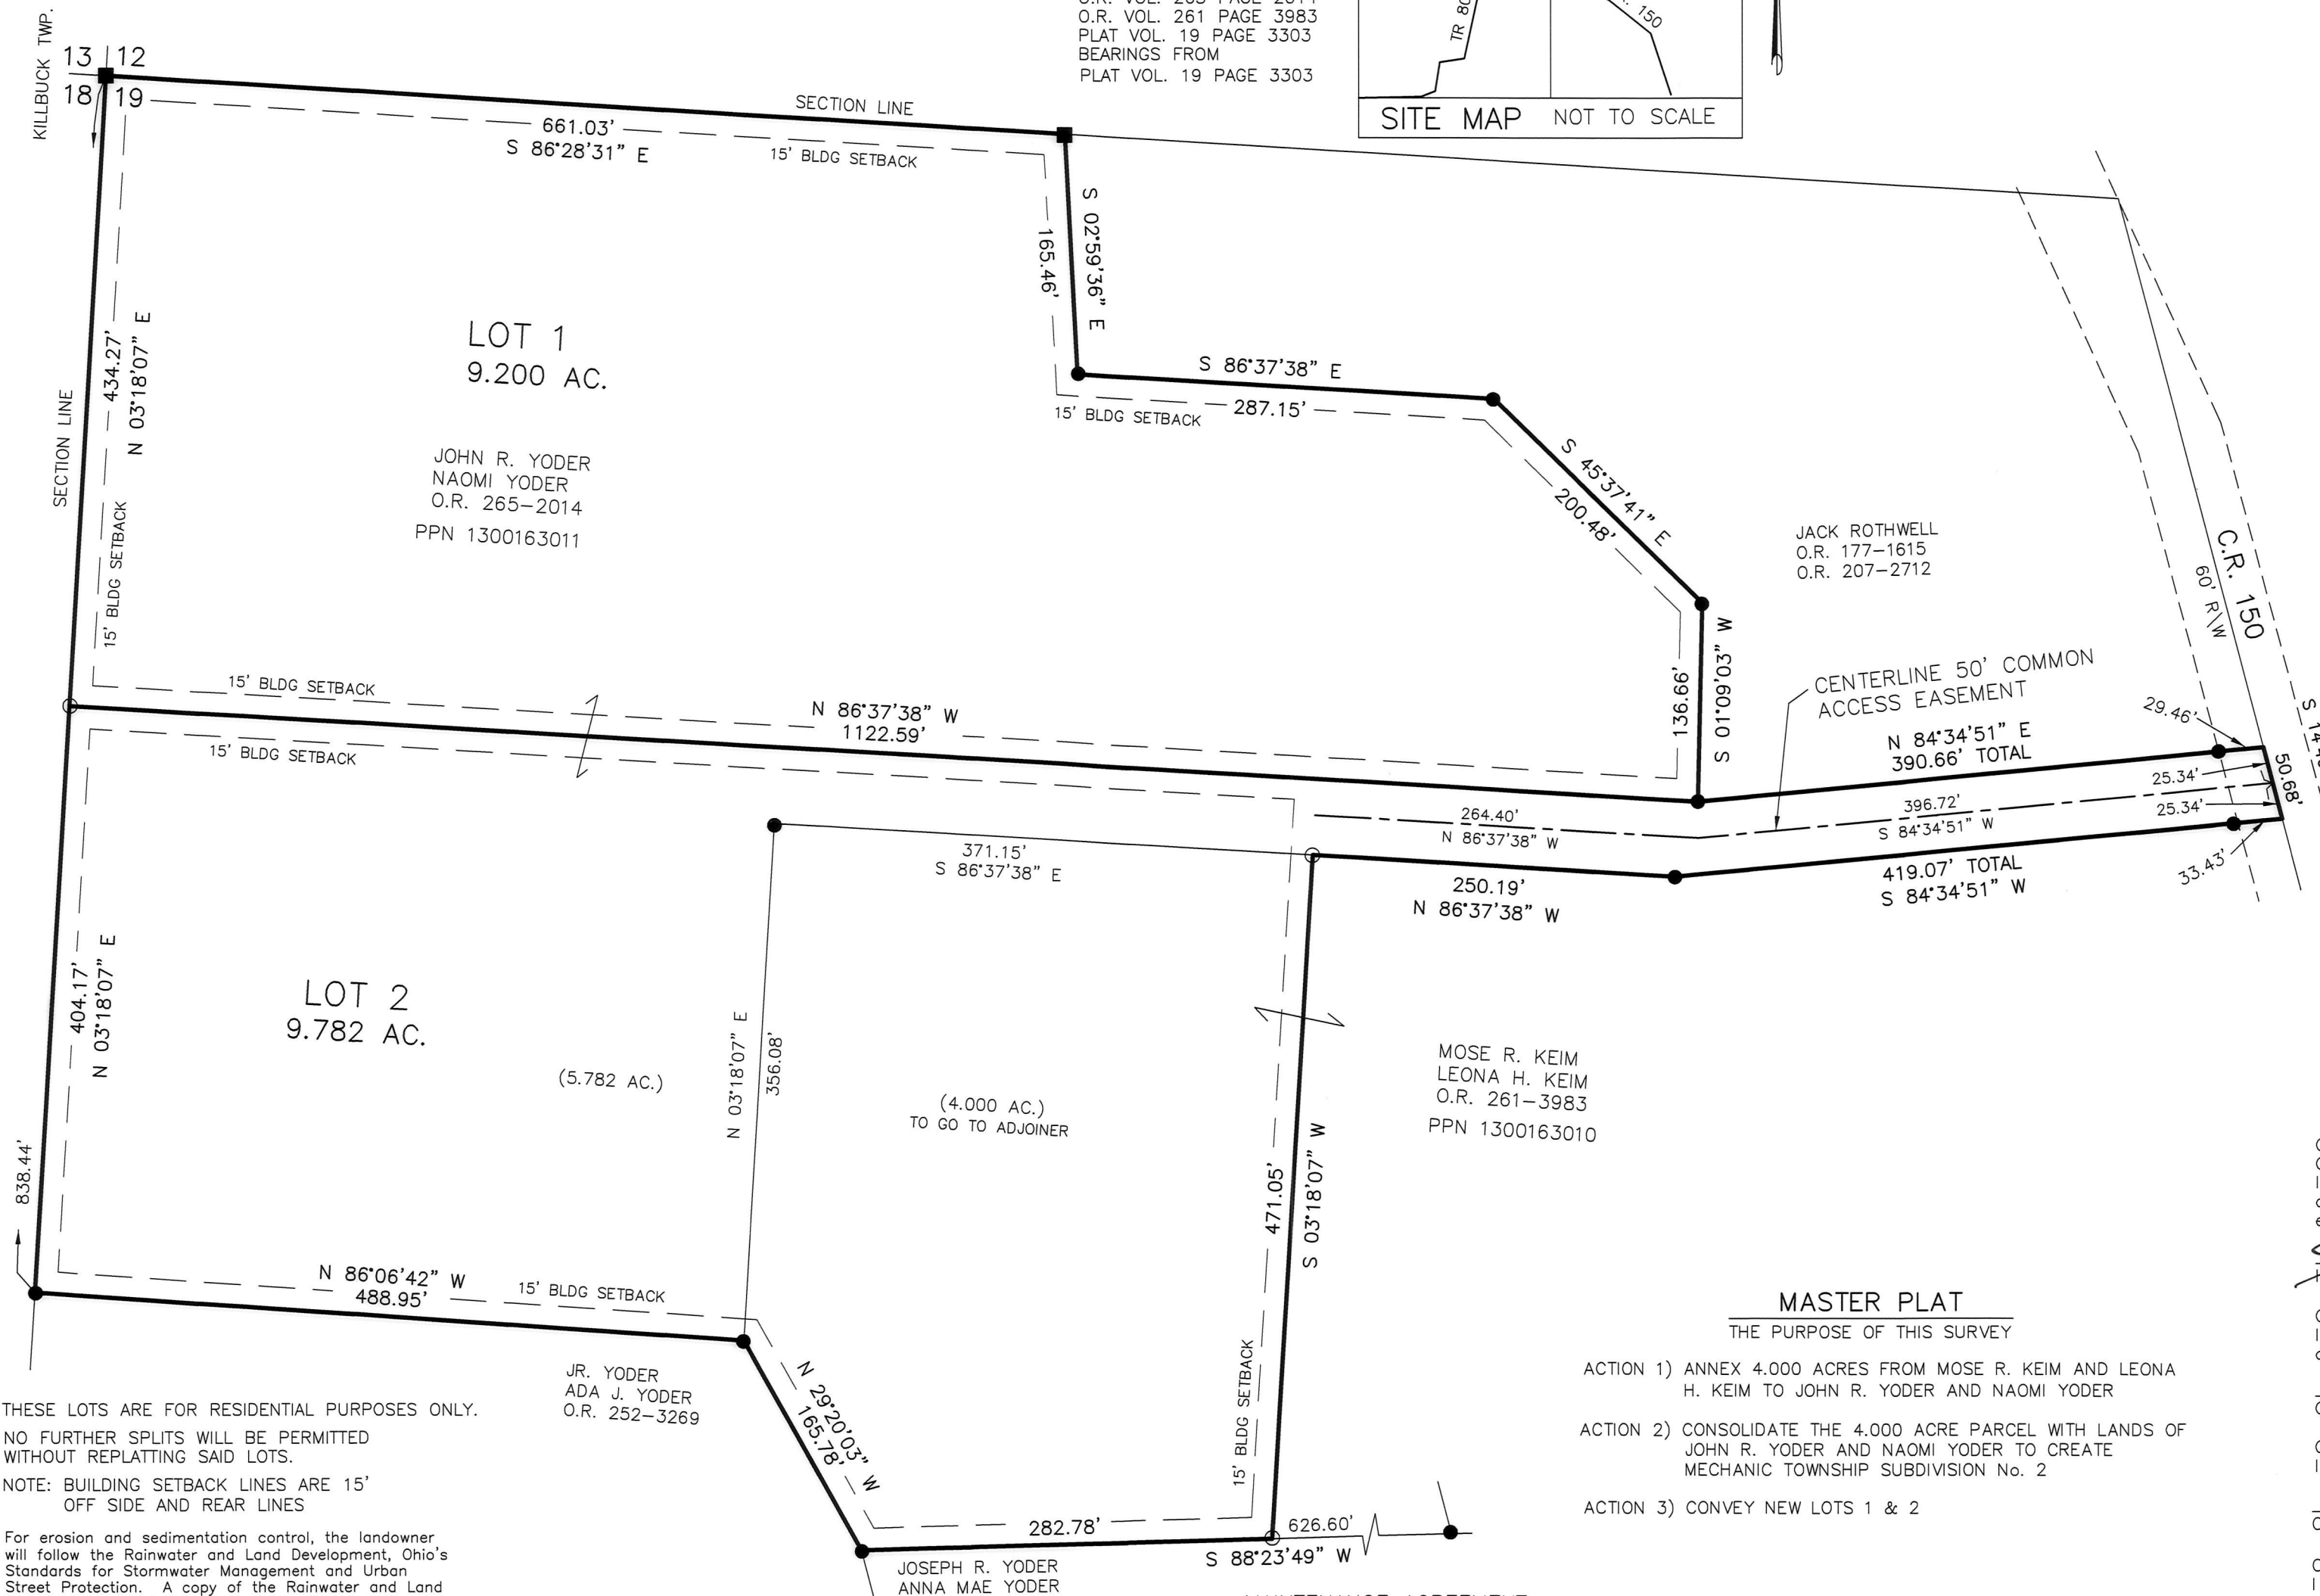 O.R. VOL. 261 PAGE 3983
PLAT VOL. 19 PAGE 3303
BEARINGS FROM
PLAT VOL. 19 PAGE 3303
TR 80
150
SITE MAP NOT TO SCALE
KILLBUCK TWP.
13 12
18 19
SECTION LINE
661.03'
S 86°28'31" E
15' BLDG SETBACK
S 02°59'36" E
165.46'
434.27'
N 03°18'07" E
SECTION LINE
15' BLDG SETBACK
LOT 1
9.200 AC.
JOHN R. YODER
NAOMI YODER
O.R. 265-2014
PPN 1300163011
S 86°37'38" E
287.15'
15' BLDG SETBACK
S 45°37'41" E
200.48'
JACK ROTHWELL
O.R. 177-1615
O.R. 207-2712
C.R. 150
60' R\W
136.66'
S 01°09'03" W
CENTERLINE 50' COMMON
ACCESS EASEMENT
29.46'
N 84°34'51" E
390.66' TOTAL
50.68'
25.34'
25.34'
396.72'
S 84°34'51" W
33.43'
419.07' TOTAL
S 84°34'51" W
15' BLDG SETBACK
N 86°37'38" W
1122.59'
15' BLDG SETBACK
264.40'
N 86°37'38" W
250.19'
N 86°37'38" W
371.15'
S 86°37'38" E
404.17'
N 03°18'07" E
LOT 2
9.782 AC.
(5.782 AC.)
N 03°18'07" E
356.08'
(4.000 AC.)
TO GO TO ADJOINER
MOSE R. KEIM
LEONA H. KEIM
O.R. 261-3983
PPN 1300163010
471.05'
S 03°18'07" W
15' BLDG SETBACK
838.44'
N 86°06'42" W
488.95'
15' BLDG SETBACK
N 29°20'03" W
165.78'
JR. YODER
ADA J. YODER
O.R. 252-3269
282.78'
626.60'
S 88°23'49" W
JOSEPH R. YODER
ANNA MAE YODER
THESE LOTS ARE FOR RESIDENTIAL PURPOSES ONLY.
NO FURTHER SPLITS WILL BE PERMITTED
WITHOUT REPLATTING SAID LOTS.
NOTE: BUILDING SETBACK LINES ARE 15'
OFF SIDE AND REAR LINES
For erosion and sedimentation control, the landowner
will follow the Rainwater and Land Development, Ohio's
Standards for Stormwater Management and Urban
Street Protection. A copy of the Rainwater and Land
MASTER PLAT
THE PURPOSE OF THIS SURVEY
ACTION 1) ANNEX 4.000 ACRES FROM MOSE R. KEIM AND LEONA
H. KEIM TO JOHN R. YODER AND NAOMI YODER
ACTION 2) CONSOLIDATE THE 4.000 ACRE PARCEL WITH LANDS OF
JOHN R. YODER AND NAOMI YODER TO CREATE
MECHANIC TOWNSHIP SUBDIVISION No. 2
ACTION 3) CONVEY NEW LOTS 1 & 2